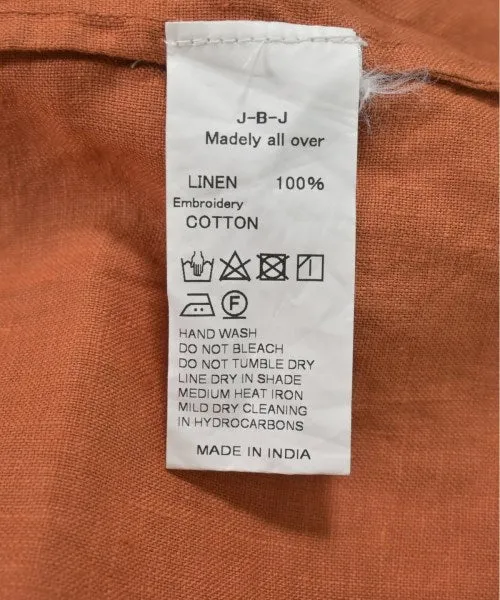 J-B-J
Madely all over
LINEN 100%
Embroidery
COTTON
F
HAND WASH
DO NOT BLEACH
DO NOT TUMBLE DRY
LINE DRY IN SHADE
MEDIUM HEAT IRON
MILD DRY CLEANING
IN HYDROCARBONS
MADE IN INDIA